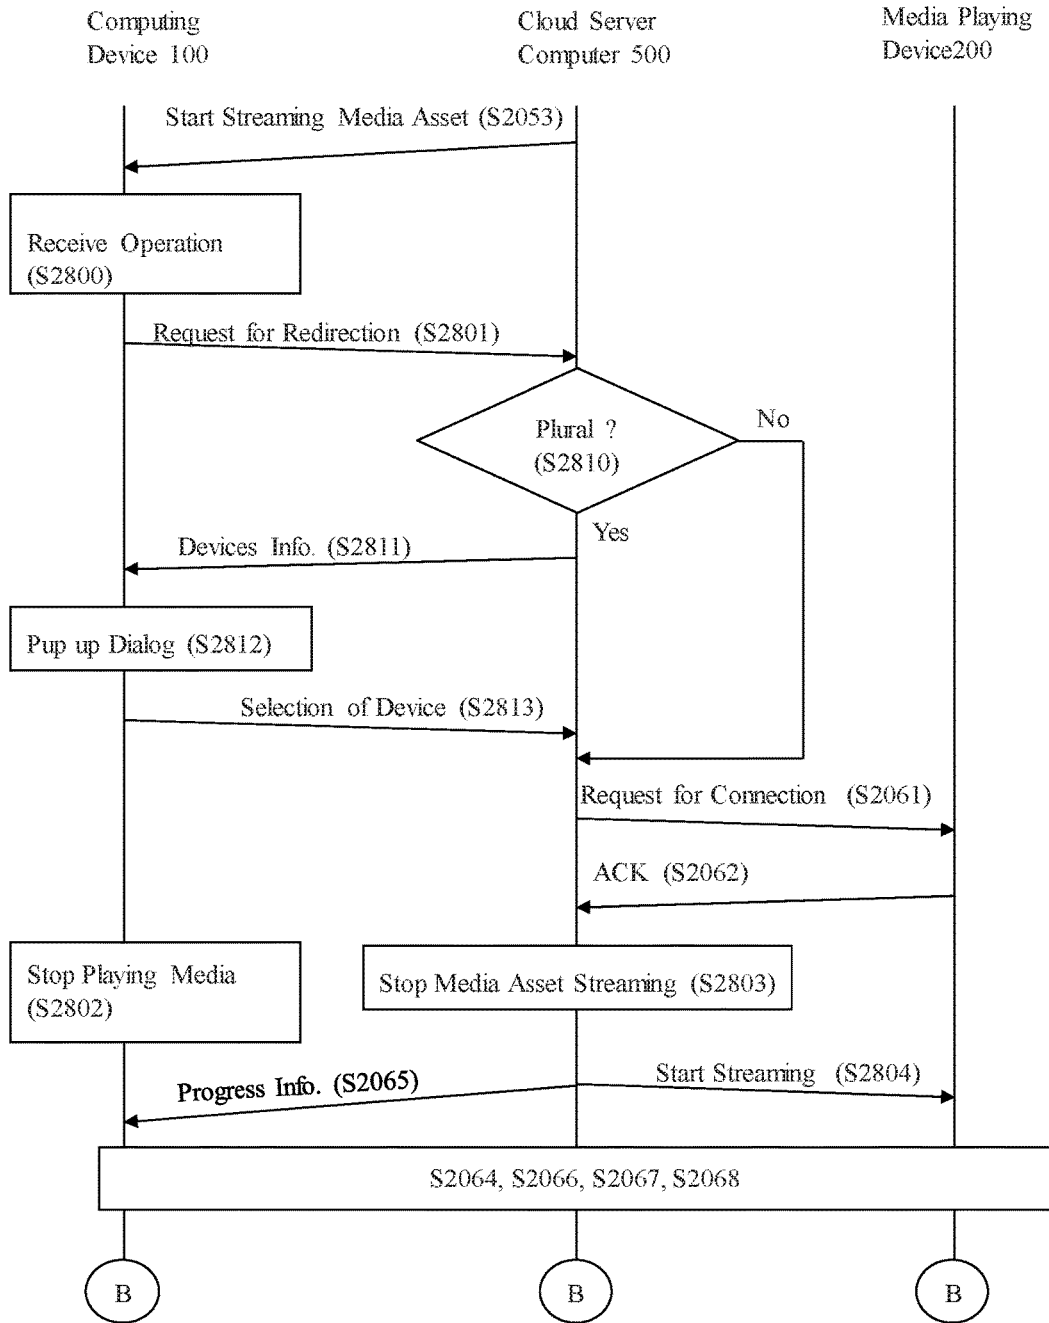 Computing
Device 100
Cloud Server
Computer 500
Media Playing
Device200
Start Streaming Media Asset (S2053)
Receive Operation
(S2800)
Request for Redirection (S2801)
Plural ?
(S2810)
No
Yes
Devices Info. (S2811)
Pup up Dialog (S2812)
Selection of Device (S2813)
Request for Connection (S2061)
ACK (S2062)
Stop Playing Media
(S2802)
Stop Media Asset Streaming (S2803)
Progress Info. (S2065)
Start Streaming (S2804)
S2064, S2066, S2067, S2068
B
B
B